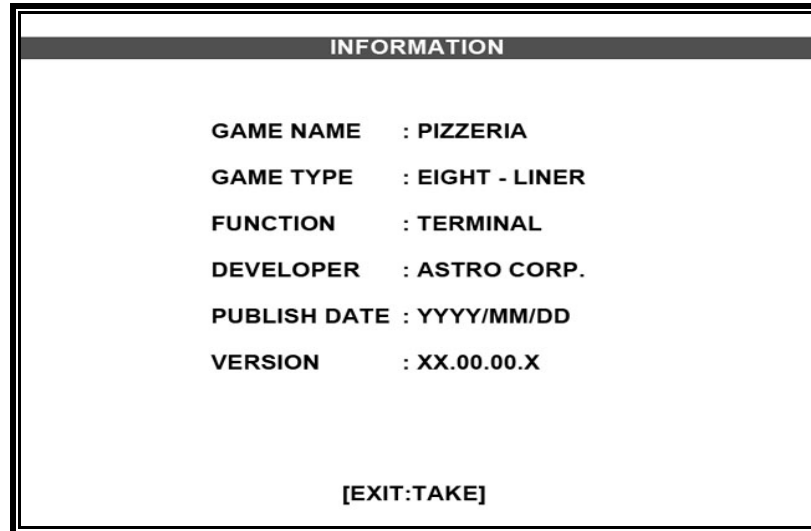 INFORMATION
GAME NAME : PIZZERIA
GAME TYPE : EIGHT - LINER
FUNCTION : TERMINAL
DEVELOPER : ASTRO CORP.
PUBLISH DATE : YYYY/MM/DD
VERSION : XX.00.00.X
[EXIT:TAKE]